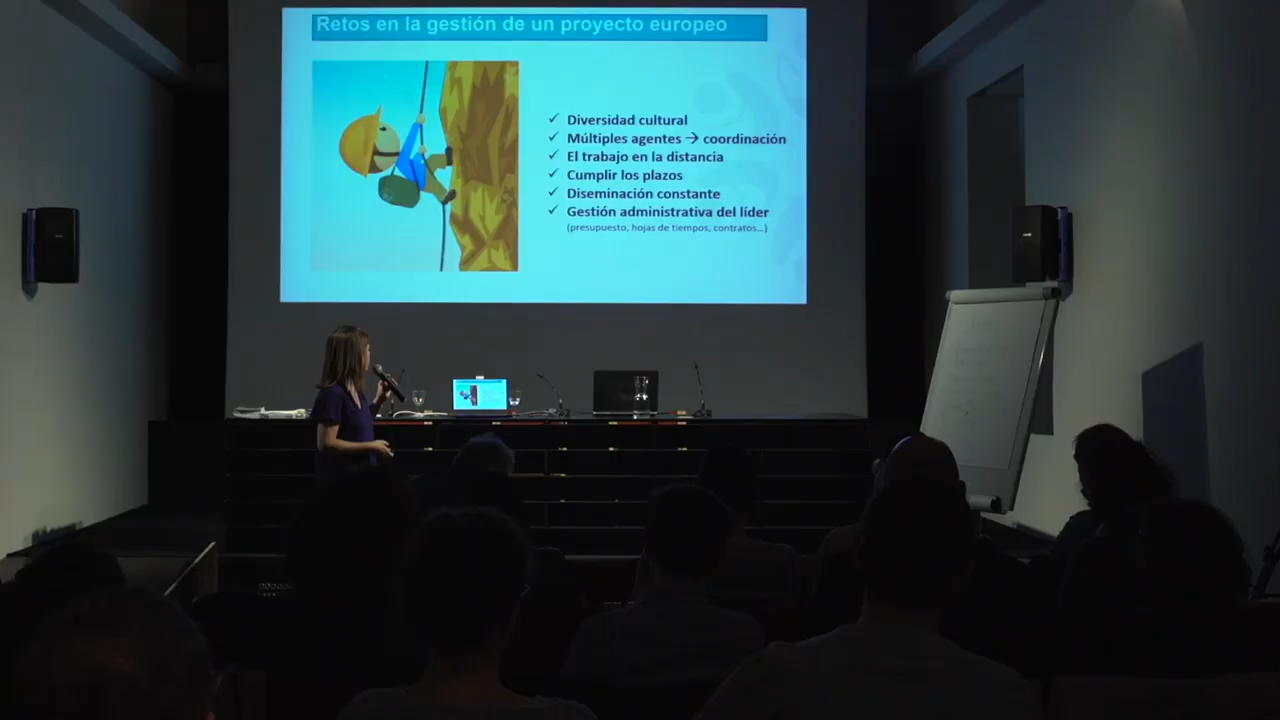 Retos en la gestión de un proyecto europeo
✓ Diversidad cultural
✓ Múltiples agentes → coordinación
✓ El trabajo en la distancia
✓ Cumplir los plazos
✓ Diseminación constante
✓ Gestión administrativa del líder
(presupuesto, hojas de tiempos, contratos...)